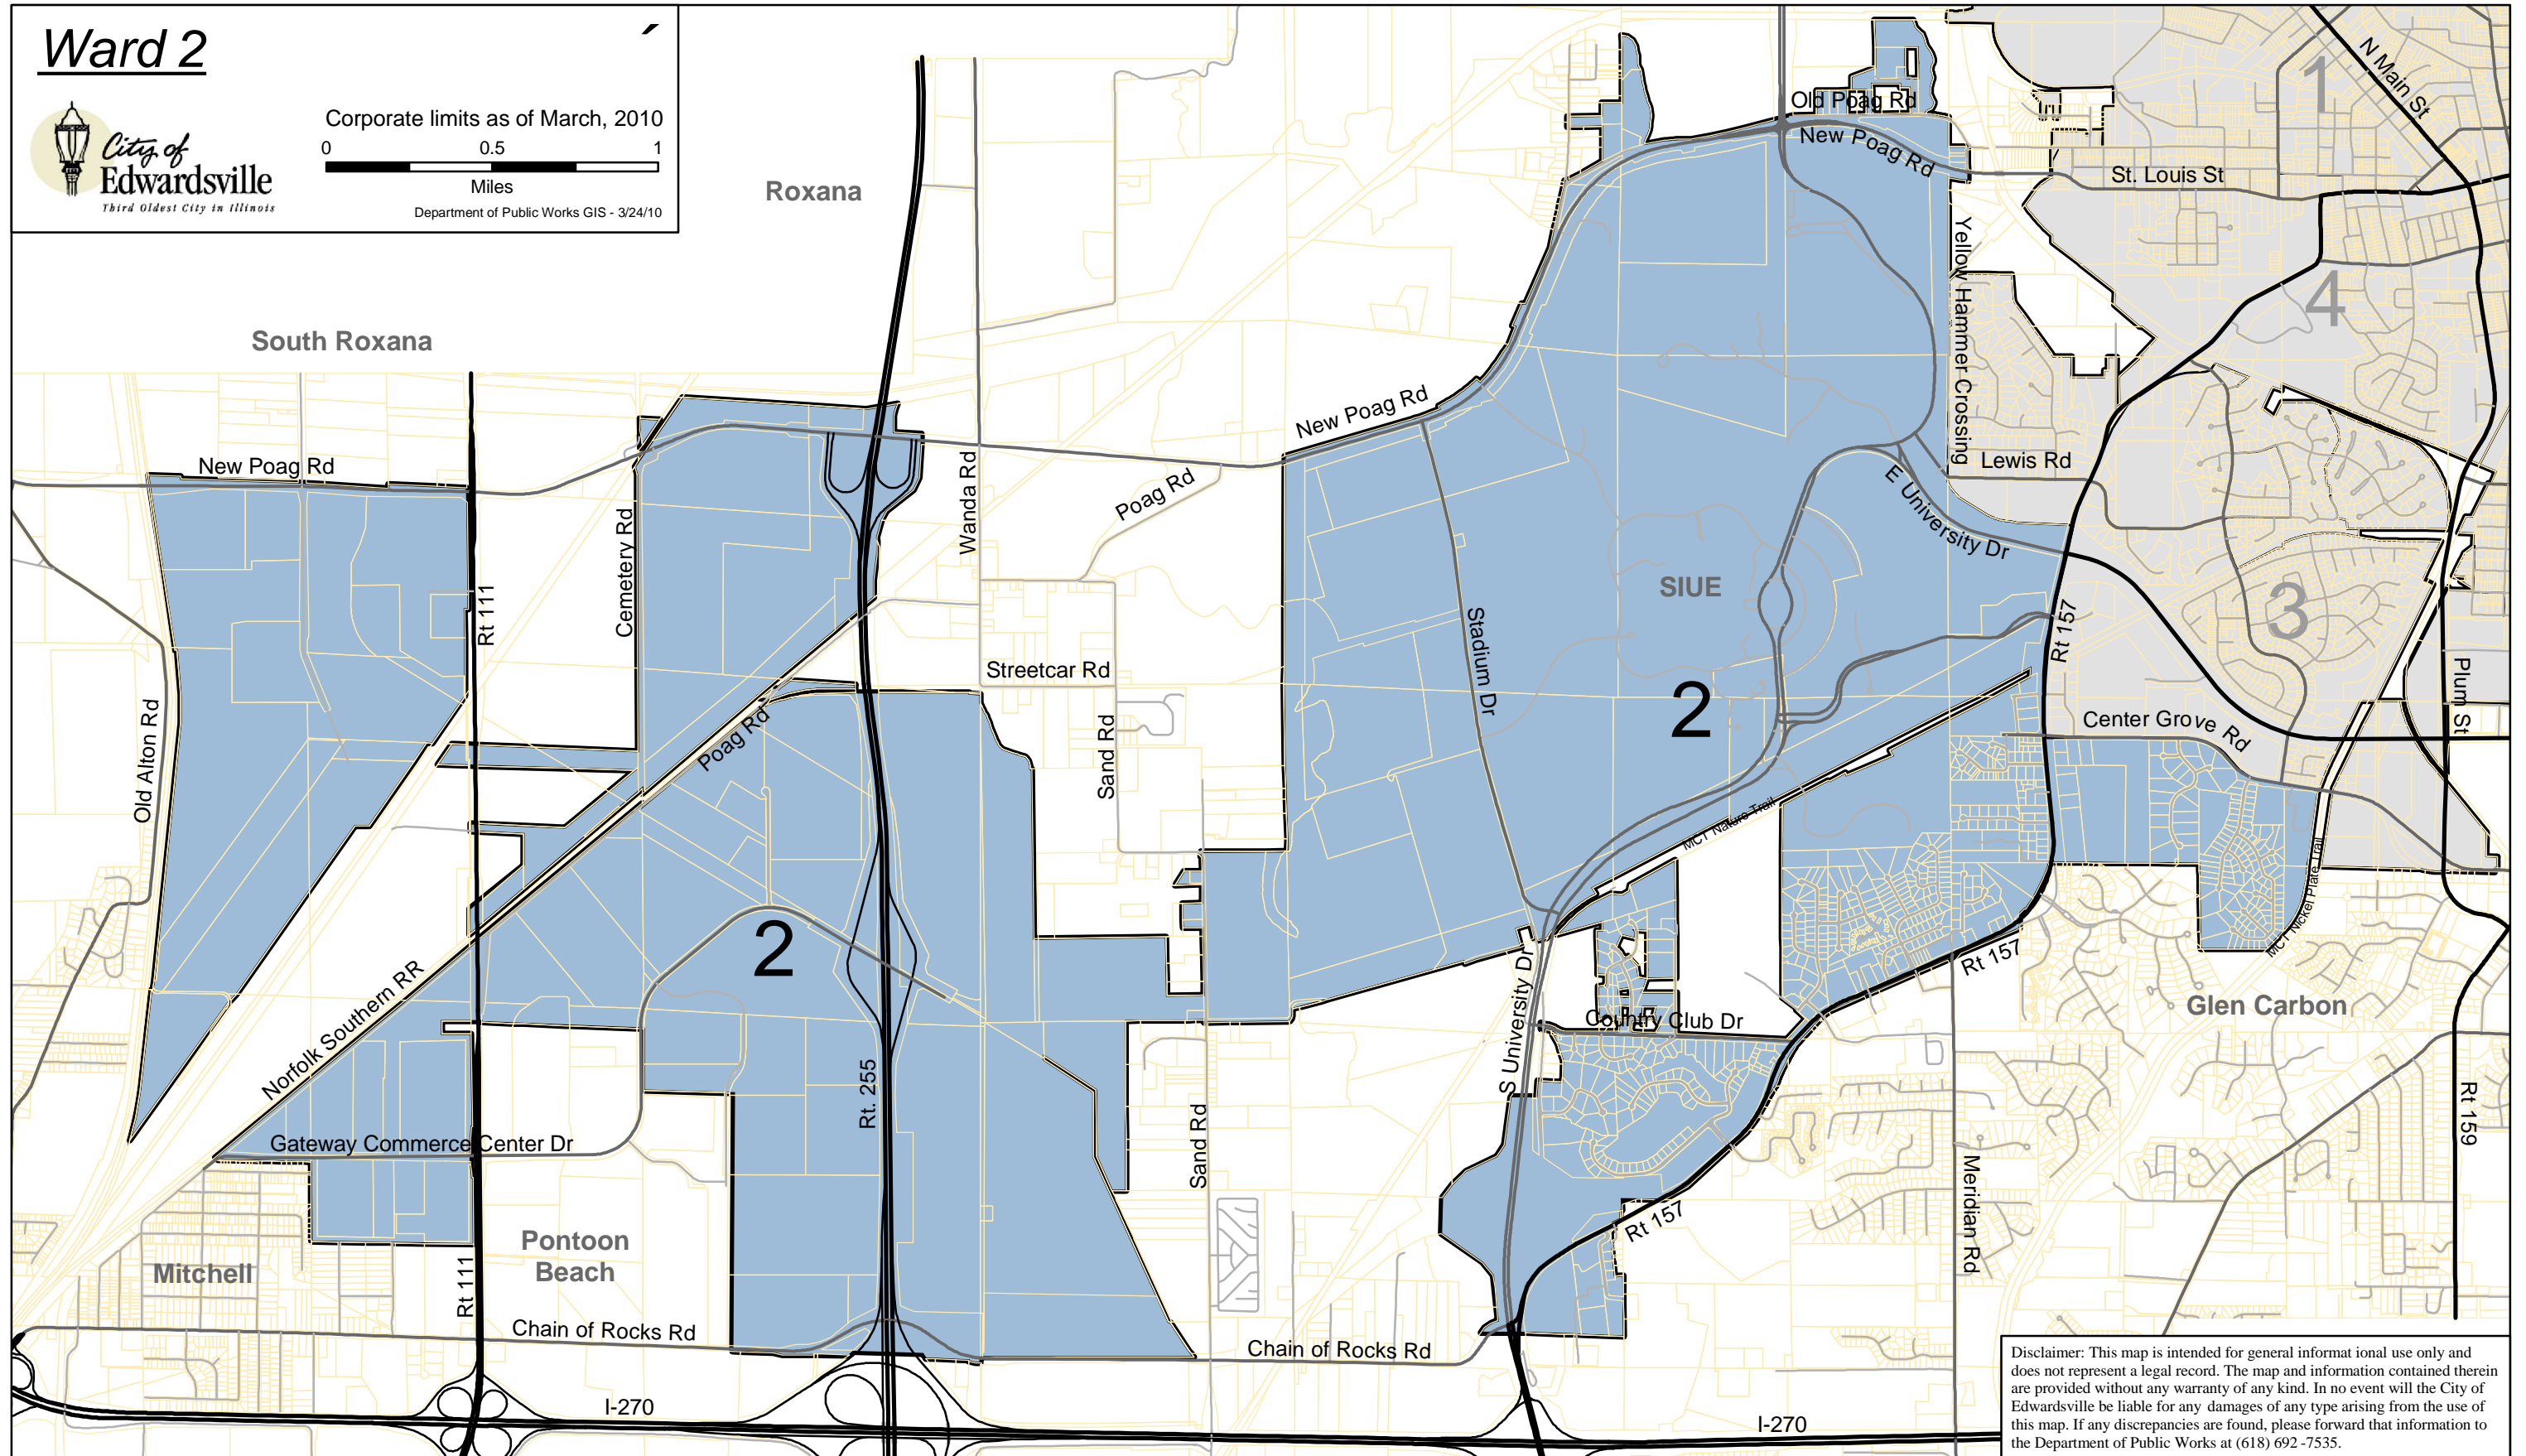 Ward 2
City of
Edwardsville
Third Oldest City in Illinois
Corporate limits as of March, 2010
0 0.5 1
Miles
Department of Public Works GIS - 3/24/10
Roxana
South Roxana
Old Poag Rd
New Poag Rd
N Main St
1
St. Louis St
Yellow Hammer Crossing
4
New Poag Rd
New Poag Rd
Wanda Rd
Poag Rd
Lewis Rd
E University Dr
Cemetery Rd
Rt 111
SIUE
Stadium Dr
3
Rt 157
Streetcar Rd
Old Alton Rd
Poag Rd
Sand Rd
2
Center Grove Rd
Plum St
MCT Nature Trail
2
MCT Nickel Plate Trail
Rt 157
Norfolk Southern RR
S University Dr
Country Club Dr
Glen Carbon
Rt. 255
Sand Rd
Rt 159
Gateway Commerce Center Dr
Meridian Rd
Rt 157
Pontoon
Beach
Mitchell
Rt 111
Chain of Rocks Rd
Chain of Rocks Rd
I-270
I-270
Disclaimer: This map is intended for general informat ional use only and
does not represent a legal record. The map and information contained therein
are provided without any warranty of any kind. In no event will the City of
Edwardsville be liable for any damages of any type arising from the use of
this map. If any discrepancies are found, please forward that information to
the Department of Public Works at (618) 692 -7535.